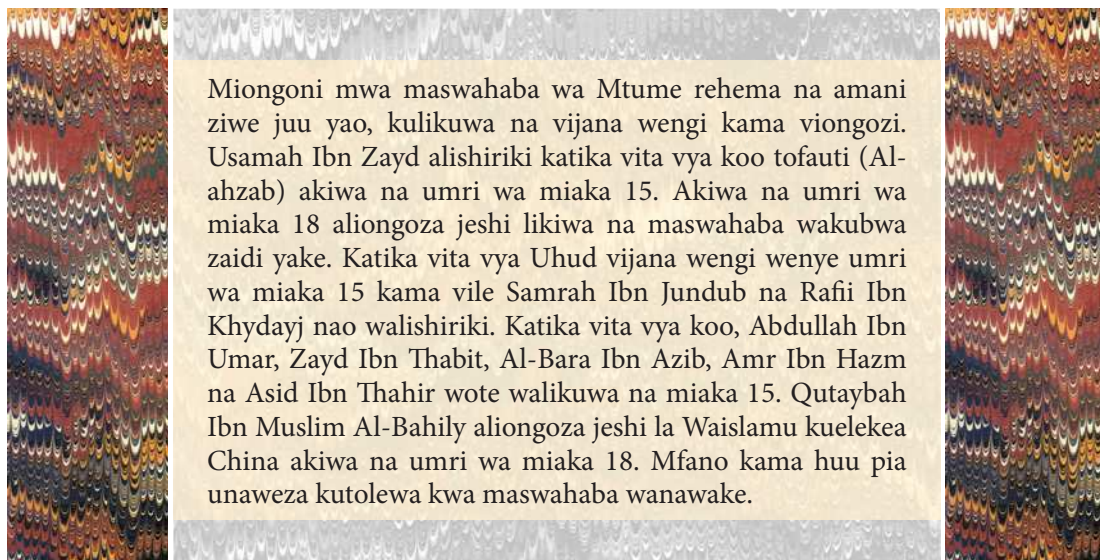 Miongoni mwa maswahaba wa Mtume rehema na amani
ziwe juu yao, kulikuwa na vijana wengi kama viongozi.
Usamah Ibn Zayd alishiriki katika vita vya koo tofauti (Al-
ahzab) akiwa na umri wa miaka 15. Akiwa na umri wa
miaka 18 aliongoza jeshi likiwa na maswahaba wakubwa
zaidi yake. Katika vita vya Uhud vijana wengi wenye umri
wa miaka 15 kama vile Samrah Ibn Jundub na Rafii Ibn
Khydayj nao walishiriki. Katika vita vya koo, Abdullah Ibn
Umar, Zayd Ibn Thabit, Al-Bara Ibn Azib, Amr Ibn Hazm
na Asid Ibn Thahir wote walikuwa na miaka 15. Qutaybah
Ibn Muslim Al-Bahily aliongoza jeshi la Waislamu kuelekea
China akiwa na umri wa miaka 18. Mfano kama huu pia
unaweza kutolewa kwa maswahaba wanawake.